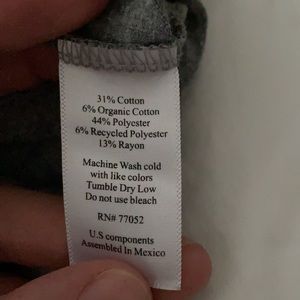 31% Cotton
6% Organic Cotton
44% Polyester
6% Recycled Polyester
13% Rayon
Machine Wash cold
with like colors
Tumble Dry Low
Do not use bleach
RN# 77052
U.S components
Assembled In Mexico